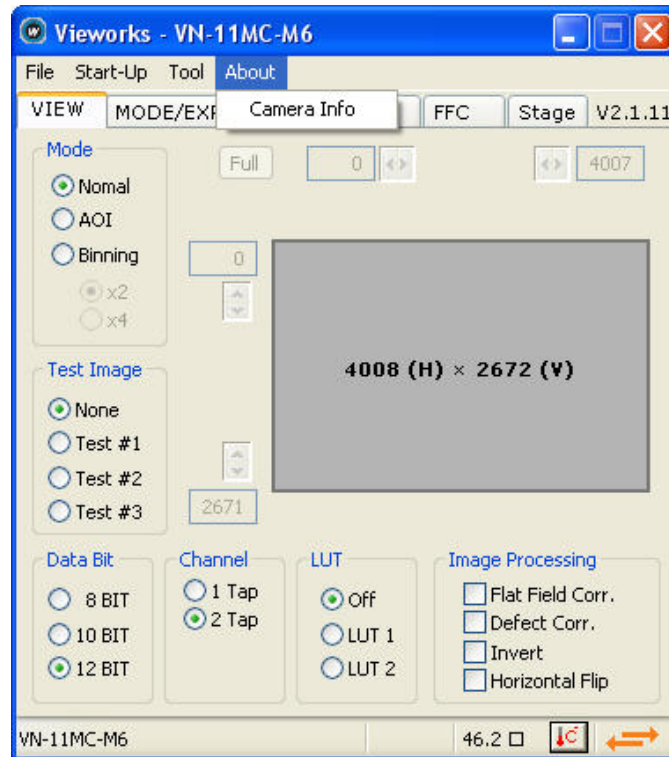 Vieworks - VN-11MC-M6
File Start-Up Tool About
VIEW MODE/EXP FFC Stage V2.1.11
Camera Info
Mode
Full 0 4007
Nomal
AOI
Binning 0
x2
x4
4008 (H) × 2672 (V)
Test Image
None
Test #1
Test #2
Test #3 2671
Data Bit Channel LUT Image Processing
8 BIT 1 Tap Off Flat Field Corr.
10 BIT 2 Tap LUT 1 Defect Corr.
12 BIT LUT 2 Invert
Horizontal Flip
VN-11MC-M6 46.2 □ C